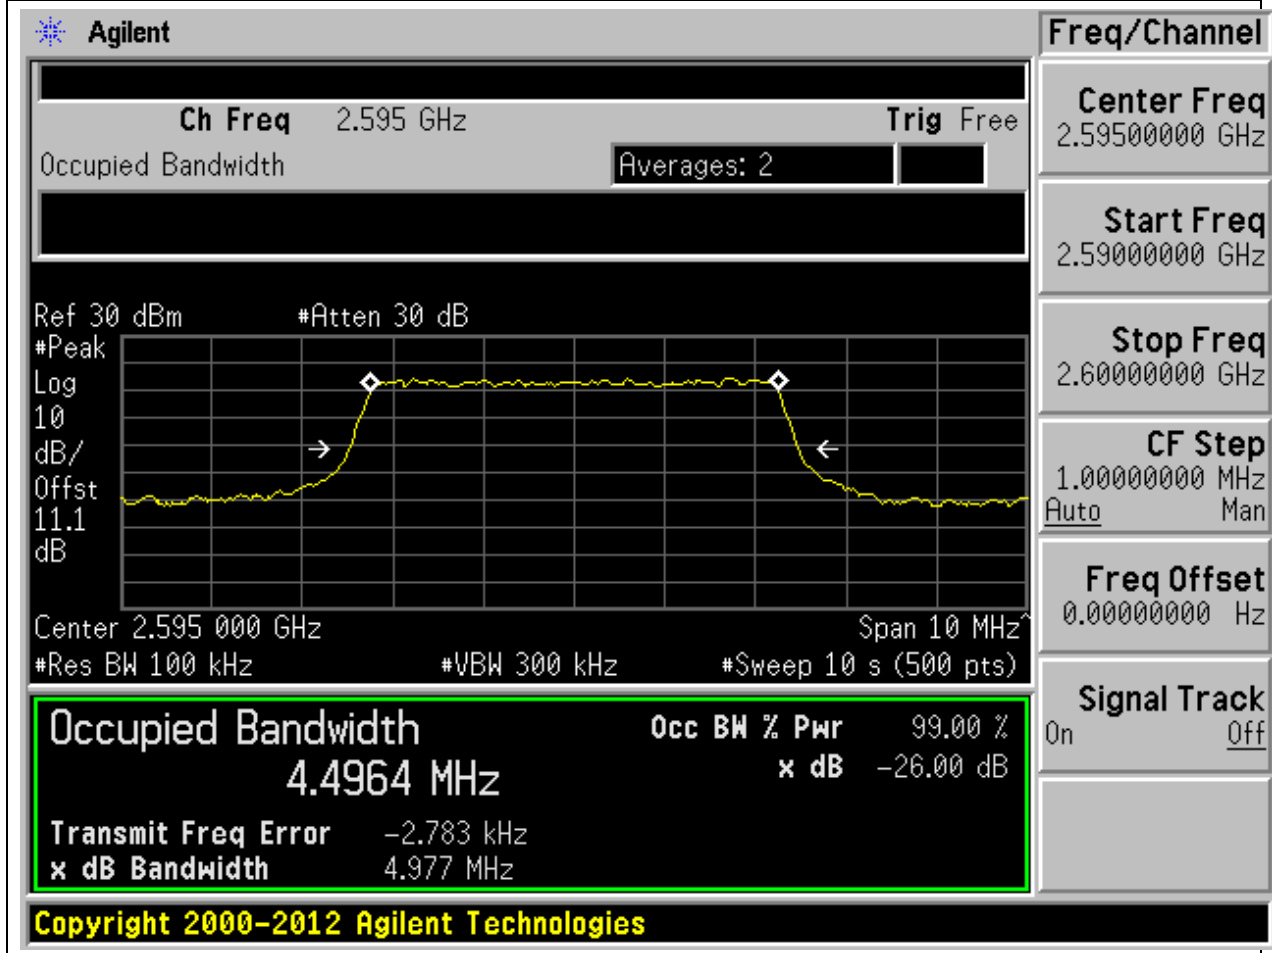 Agilent
Freq/Channel
Ch Freq 2.595 GHz Trig Free
Occupied Bandwidth Averages: 2
Center Freq
2.59500000 GHz
Start Freq
2.59000000 GHz
Stop Freq
2.60000000 GHz
CF Step
1.00000000 MHz
Auto Man
Freq Offset
0.00000000 Hz
Signal Track
On Off
Ref 30 dBm #Atten 30 dB
#Peak
Log
10
dB/
Offst
11.1
dB
Center 2.595 000 GHz Span 10 MHz^
#Res BW 100 kHz #VBW 300 kHz #Sweep 10 s (500 pts)
Occupied Bandwidth Occ BW % Pwr 99.00 %
4.4964 MHz x dB -26.00 dB
Transmit Freq Error -2.783 kHz
x dB Bandwidth 4.977 MHz
Copyright 2000-2012 Agilent Technologies